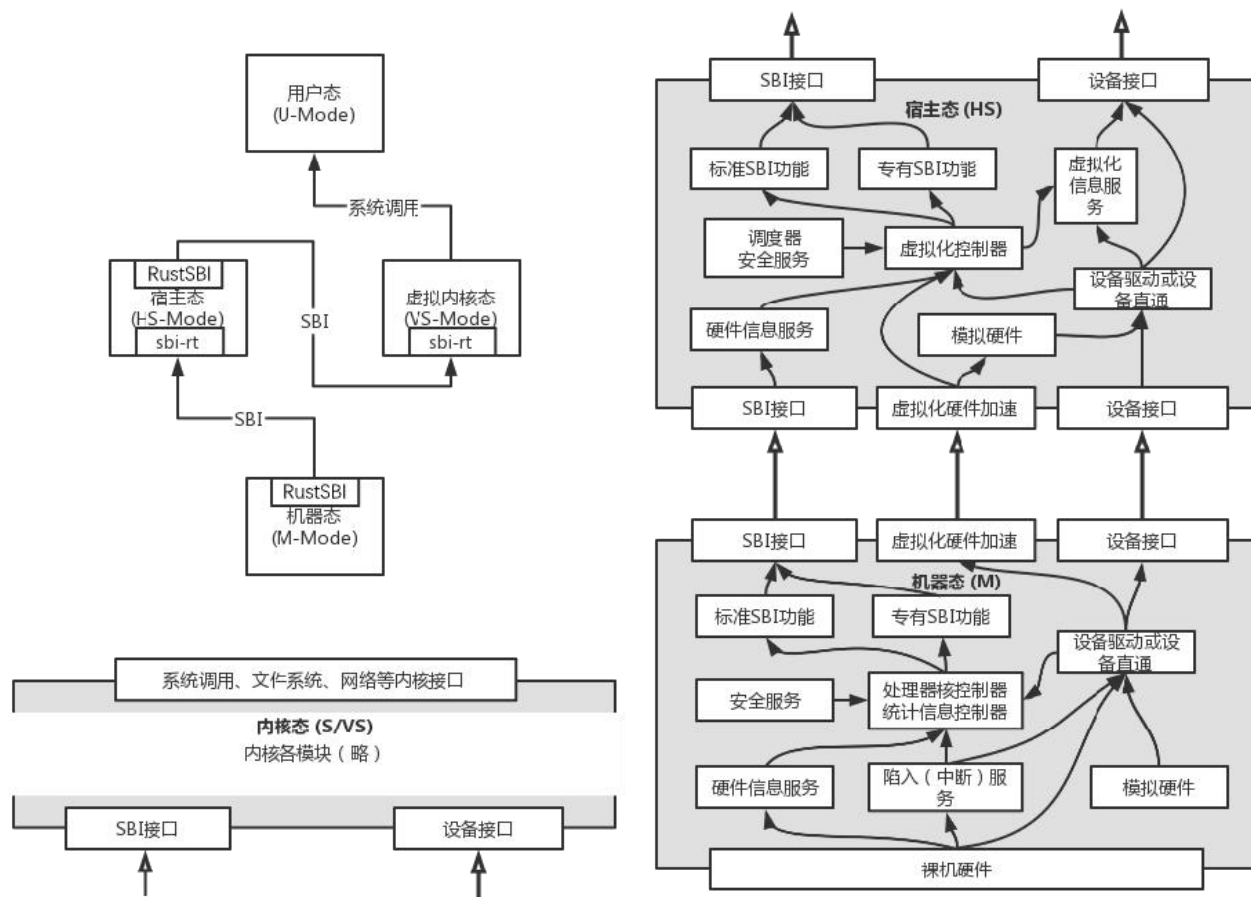 用户态
(U-Mode)
系统调用
RustSBI
宿主态
(HS-Mode)
sbi-rt
SBI
虚拟内核态
(VS-Mode)
sbi-rt
SBI
RustSBI
机器态
(M-Mode)
系统调用、文件系统、网络等内核接口
内核态 (S/VS)
内核各模块（略）
SBI接口
设备接口
SBI接口
设备接口
宿主态 (HS)
标准SBI功能
专有SBI功能
虚拟化
信息服
务
调度器
安全服务
虚拟化控制器
设备驱动或设
备直通
硬件信息服务
模拟硬件
SBI接口
虚拟化硬件加速
设备接口
SBI接口
虚拟化硬件加速
设备接口
机器态 (M)
标准SBI功能
专有SBI功能
设备驱动或设
备直通
安全服务
处理器核控制器
统计信息控制器
硬件信息服务
陷入（中断）服
务
模拟硬件
裸机硬件